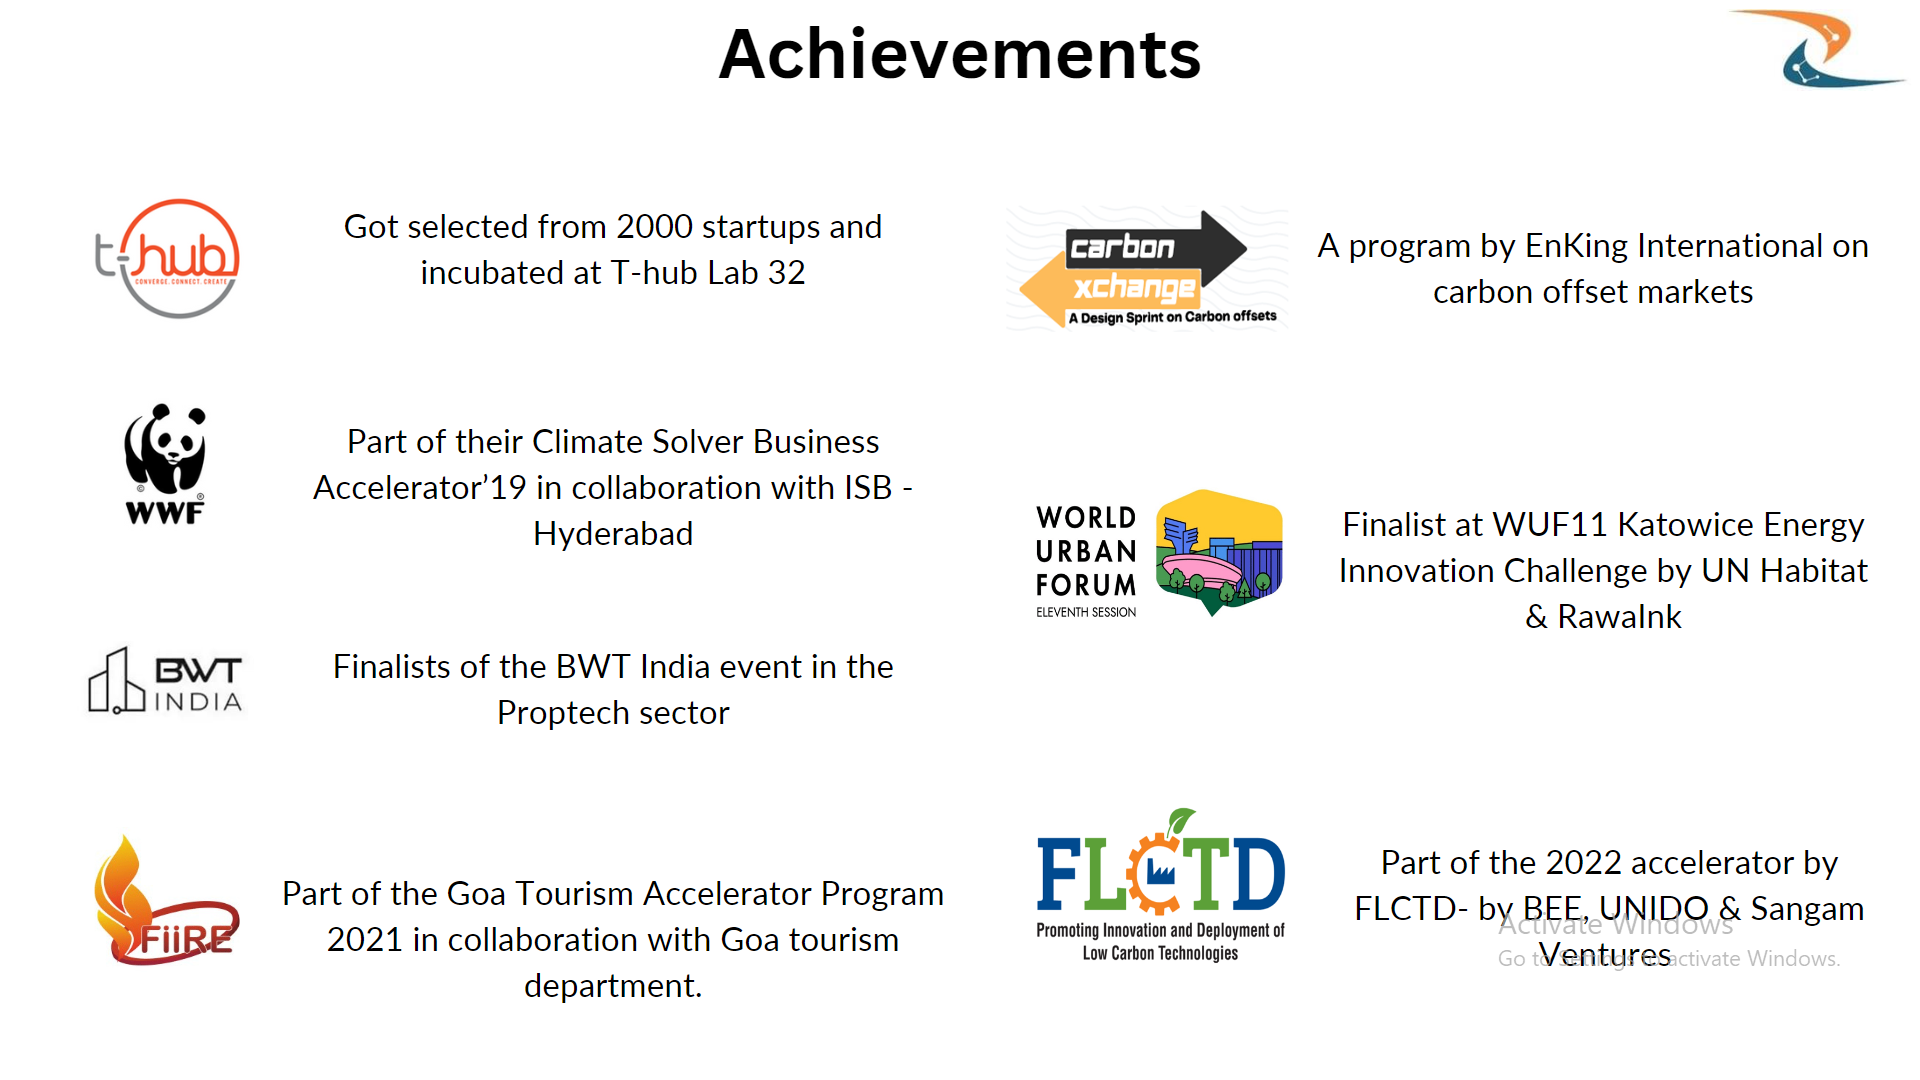 Achievements
t-hub
CONVERGE. CONNECT. CREATE
Got selected from 2000 startups and
incubated at T-hub Lab 32
WWF
Part of their Climate Solver Business
Accelerator’19 in collaboration with ISB -
Hyderabad
BWT
INDIA
Finalists of the BWT India event in the
Proptech sector
FiiRE
Part of the Goa Tourism Accelerator Program
2021 in collaboration with Goa tourism
department.
carbon
xchange
A Design Sprint on Carbon offsets
A program by EnKing International on
carbon offset markets
WORLD
URBAN
FORUM
ELEVENTH SESSION
Finalist at WUF11 Katowice Energy
Innovation Challenge by UN Habitat
& RawaInk
FLCTD
Promoting Innovation and Deployment of
Low Carbon Technologies
Part of the 2022 accelerator by
FLCTD- by BEE, UNIDO & Sangam
Ventures
Activate Windows
Go to Settings to activate Windows.